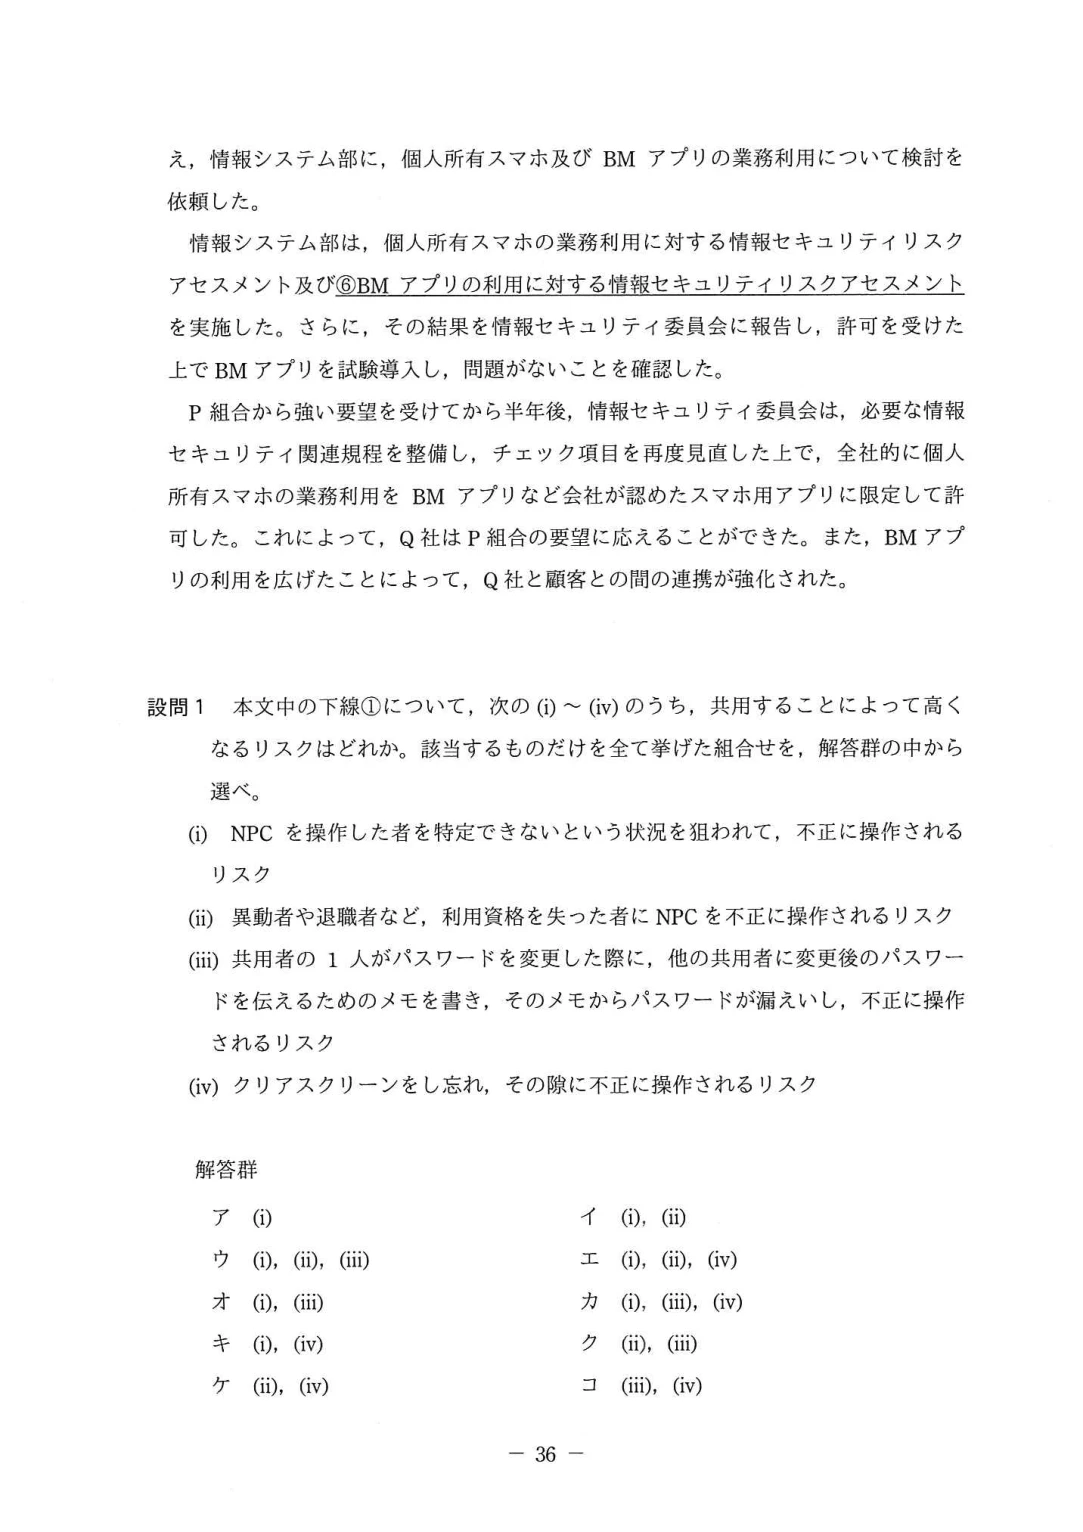 え，情報システム部に，個人所有スマホ及び BM アプリの業務利用について検討を
依頼した。
情報システム部は，個人所有スマホの業務利用に対する情報セキュリティリスク
アセスメント及び⑥BM アプリの利用に対する情報セキュリティリスクアセスメント
を実施した。さらに，その結果を情報セキュリティ委員会に報告し，許可を受けた
上で BM アプリを試験導入し，問題がないことを確認した。
P 組合から強い要望を受けてから半年後，情報セキュリティ委員会は，必要な情報
セキュリティ関連規程を整備し，チェック項目を再度見直した上で，全社的に個人
所有スマホの業務利用を BM アプリなど会社が認めたスマホ用アプリに限定して許
可した。これによって，Q 社は P 組合の要望に応えることができた。また，BM アプ
リの利用を広げたことによって，Q 社と顧客との間の連携が強化された。
設問1 本文中の下線①について，次の (i) ～ (iv) のうち，共用することによって高く
なるリスクはどれか。該当するものだけを全て挙げた組合せを，解答群の中から
選べ。
(i) NPC を操作した者を特定できないという状況を狙われて，不正に操作される
リスク
(ii) 異動者や退職者など，利用資格を失った者に NPC を不正に操作されるリスク
(iii) 共用者の 1 人がパスワードを変更した際に，他の共用者に変更後のパスワー
ドを伝えるためのメモを書き，そのメモからパスワードが漏えいし，不正に操作
されるリスク
(iv) クリアスクリーンをし忘れ，その隙に不正に操作されるリスク
解答群
ア (i) イ (i)，(ii)
ウ (i)，(ii)，(iii) エ (i)，(ii)，(iv)
オ (i)，(iii) カ (i)，(iii)，(iv)
キ (i)，(iv) ク (ii)，(iii)
ケ (ii)，(iv) コ (iii)，(iv)
－ 36 －